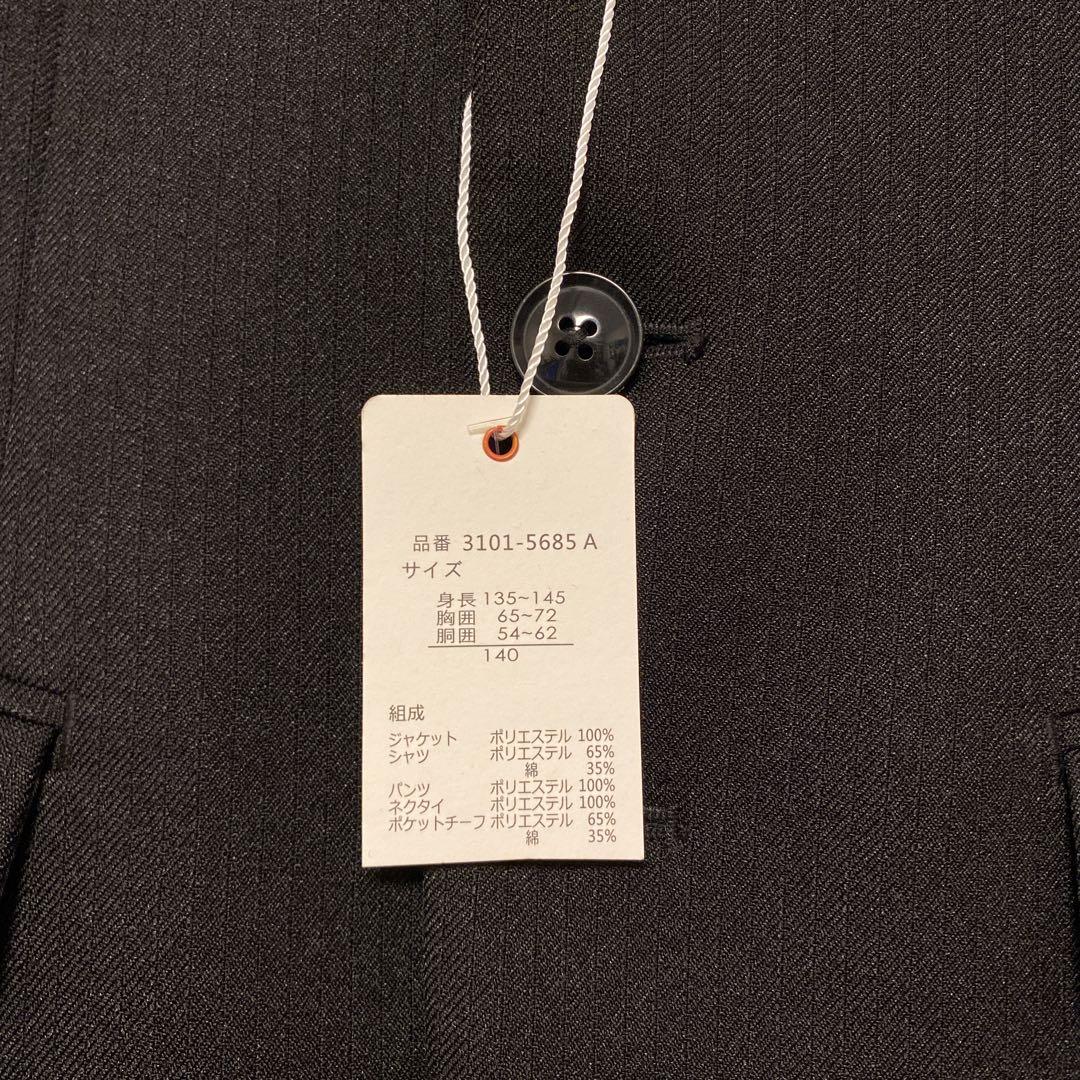 品番 3101-5685 A
サイズ
身長 135~145
胸囲 65~72
胴囲 54~62
140
組成
ジャケット ポリエステル 100%
シャツ ポリエステル 65%
綿 35%
パンツ ポリエステル 100%
ネクタイ ポリエステル 100%
ポケットチーフ ポリエステル 65%
綿 35%